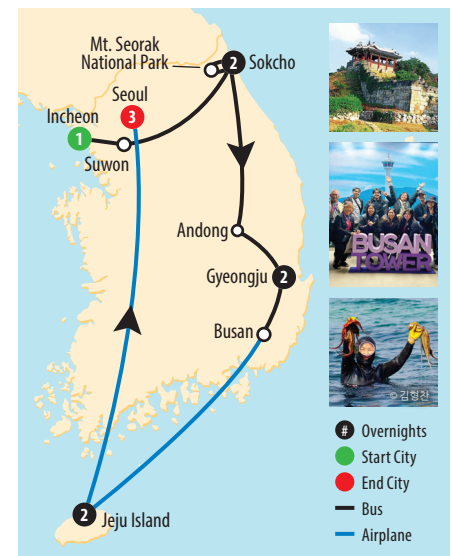 Mt. Seorak
National Park
2
Sokcho
Seoul
Incheon
3
1
Suwon
Andong
Gyeongju
2
Busan
2
Jeju Island
BUSAN
TOWER
© 김형찬
# Overnights
Start City
End City
Bus
Airplane